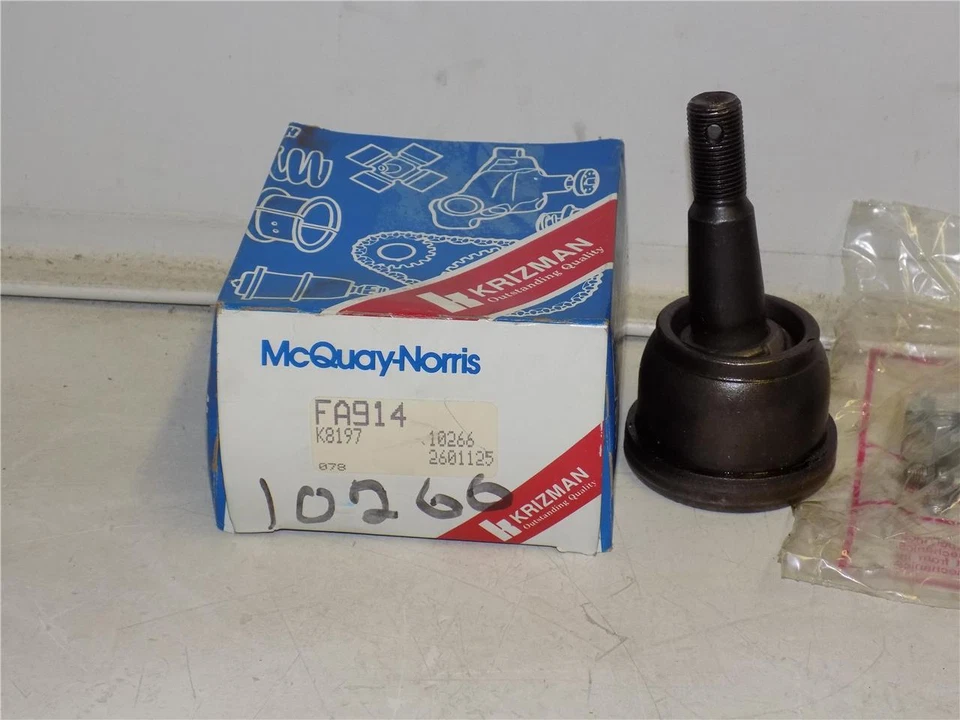 KRIZMAN
Outstanding Quality
McQuay-Norris
FA914
K8197 10266
078 2601125
10266
KRIZMAN
Outstanding Quality